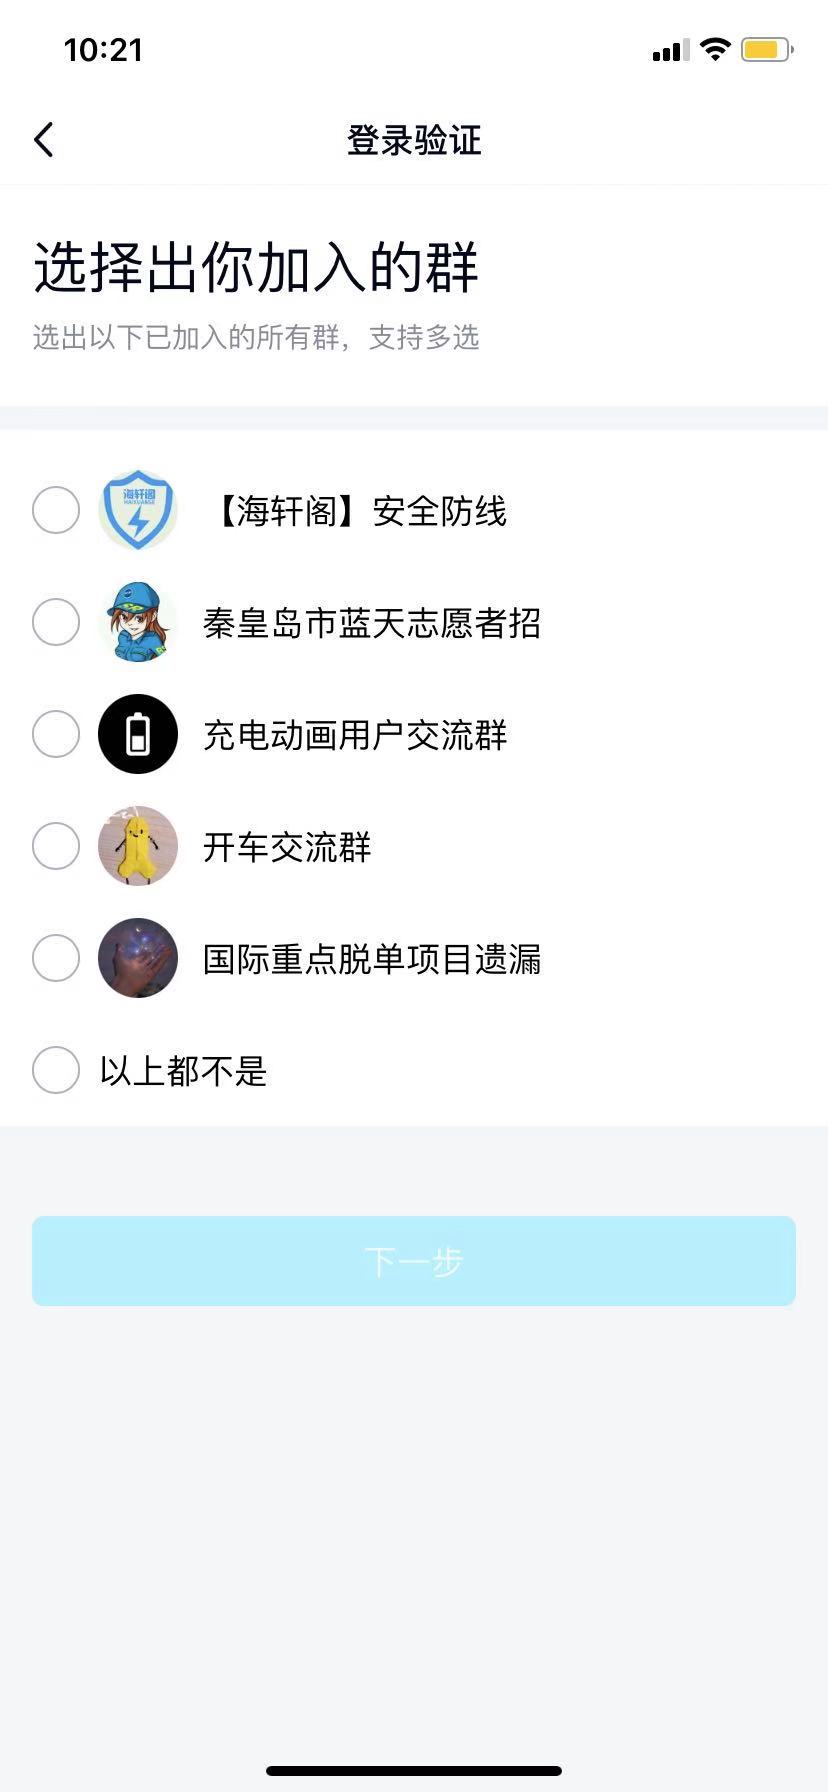 10:21
登录验证
选择出你加入的群
选出以下已加入的所有群，支持多选
海轩阁
HAIXUANGE
【海轩阁】安全防线
秦皇岛市蓝天志愿者招
充电动画用户交流群
开车交流群
国际重点脱单项目遗漏
以上都不是
下一步